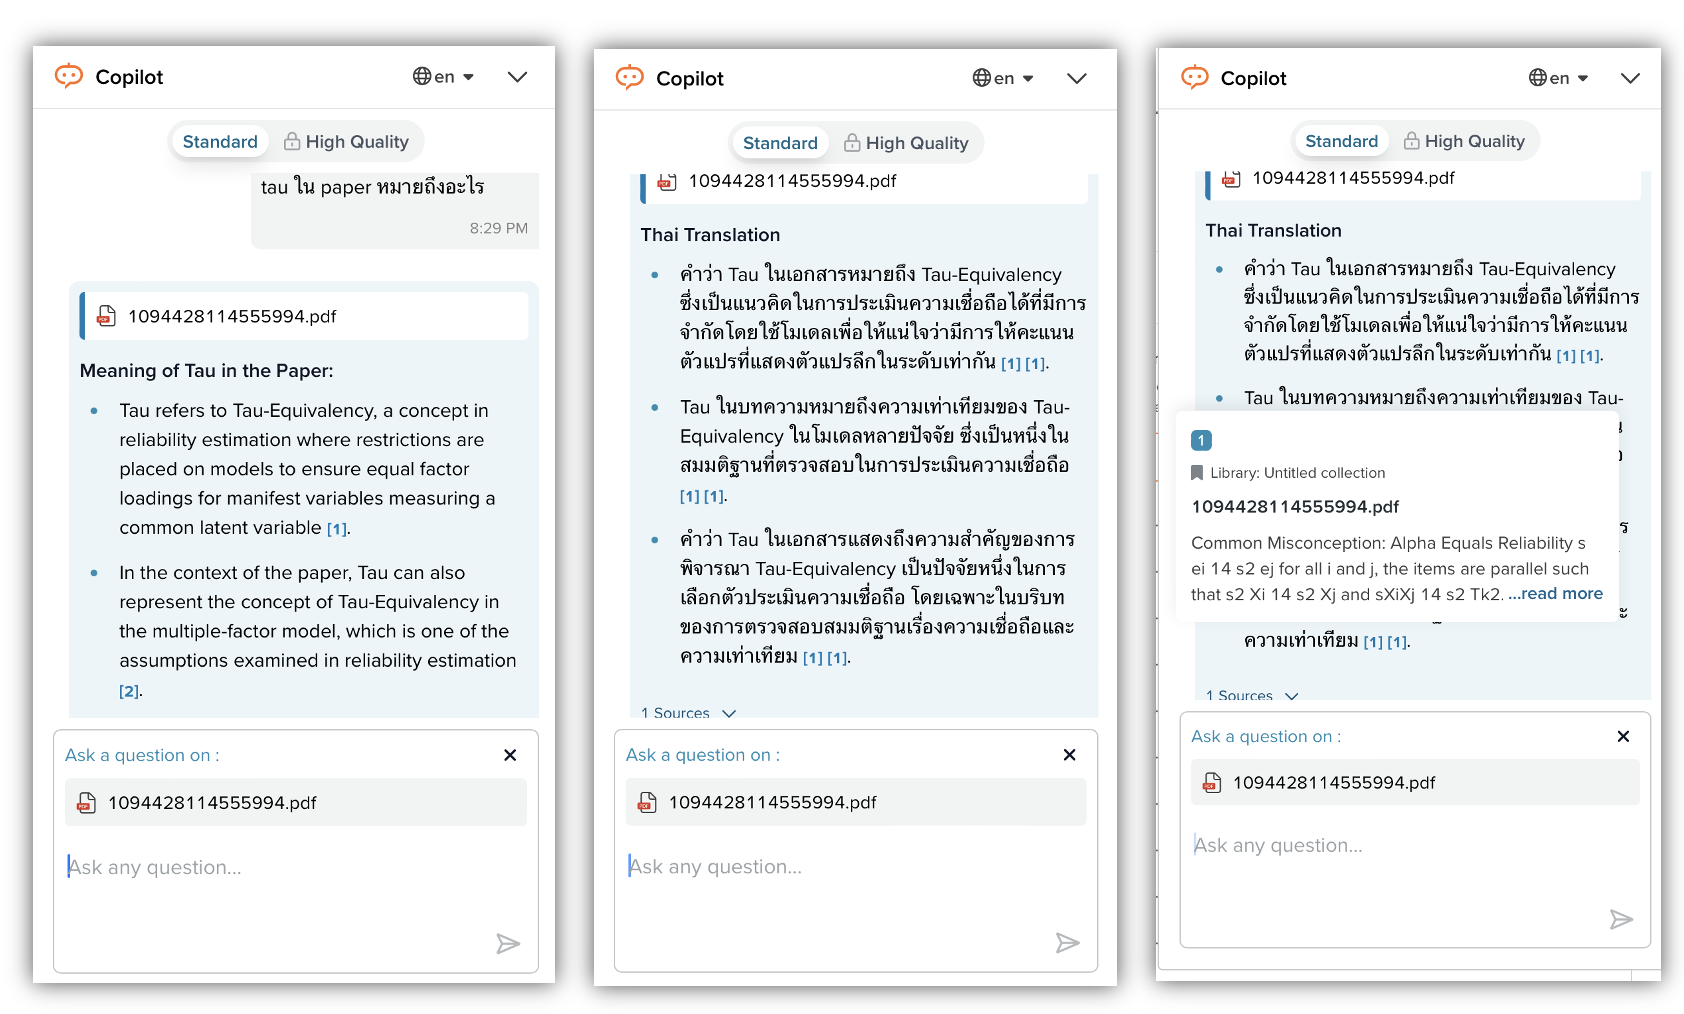 Copilot
en
Standard
High Quality
tau ใน paper หมายถึงอะไร
8:29 PM
1094428114555994.pdf
Meaning of Tau in the Paper:
• Tau refers to Tau-Equivalency, a concept in
reliability estimation where restrictions are
placed on models to ensure equal factor
loadings for manifest variables measuring a
common latent variable [1].
• In the context of the paper, Tau can also
represent the concept of Tau-Equivalency in
the multiple-factor model, which is one of the
assumptions examined in reliability estimation
[2].
Ask a question on :
1094428114555994.pdf
Ask any question...
Copilot
en
Standard
High Quality
1094428114555994.pdf
Thai Translation
• คำว่า Tau ในเอกสารหมายถึง Tau-Equivalency
ซึ่งเป็นแนวคิดในการประเมินความเชื่อถือได้ที่มีการ
จำกัดโดยใช้โมเดลเพื่อให้แน่ใจว่ามีการให้คะแนน
ตัวแปรที่แสดงตัวแปรลึกในระดับเท่ากัน [1] [1].
• Tau ในบทความหมายถึงความเท่าเทียมของ Tau-
Equivalency ในโมเดลหลายปัจจัย ซึ่งเป็นหนึ่งใน
สมมติฐานที่ตรวจสอบในการประเมินความเชื่อถือ
[1] [1].
• คำว่า Tau ในเอกสารแสดงถึงความสำคัญของการ
พิจารณา Tau-Equivalency เป็นปัจจัยหนึ่งในการ
เลือกตัวประเมินความเชื่อถือ โดยเฉพาะในบริบท
ของการตรวจสอบสมมติฐานเรื่องความเชื่อถือและ
ความเท่าเทียม [1] [1].
1 Sources
Ask a question on :
1094428114555994.pdf
Ask any question...
Copilot
en
Standard
High Quality
1094428114555994.pdf
Thai Translation
• คำว่า Tau ในเอกสารหมายถึง Tau-Equivalency
ซึ่งเป็นแนวคิดในการประเมินความเชื่อถือได้ที่มีการ
จำกัดโดยใช้โมเดลเพื่อให้แน่ใจว่ามีการให้คะแนน
ตัวแปรที่แสดงตัวแปรลึกในระดับเท่ากัน [1] [1].
• Tau ในบทความหมายถึงความเท่าเทียมของ Tau-
1
Library: Untitled collection
1094428114555994.pdf
Common Misconception: Alpha Equals Reliability s
ei 14 s2 ej for all i and j, the items are parallel such
that s2 Xi 14 s2 Xj and sXiXj 14 s2 Tk2. ...read more
ความเท่าเทียม [1] [1].
1 Sources
Ask a question on :
1094428114555994.pdf
Ask any question...